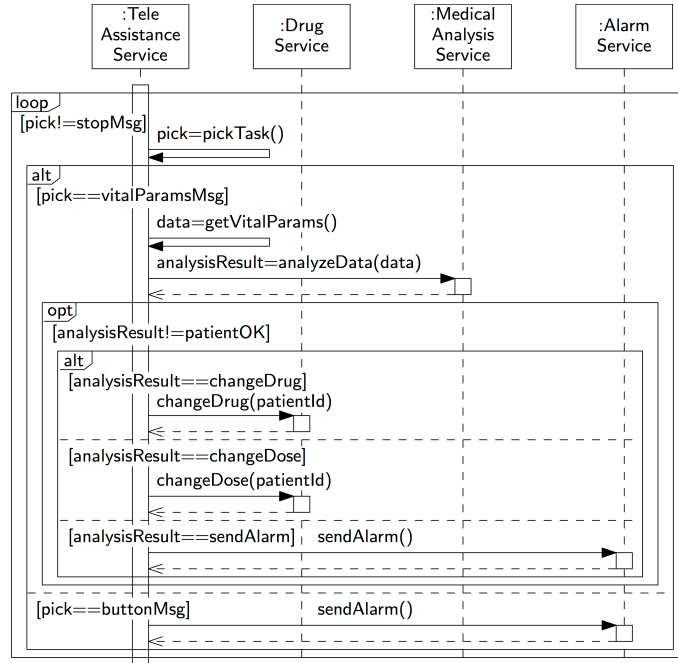 :Tele
Assistance
Service
:Drug
Service
:Medical
Analysis
Service
:Alarm
Service
loop
[pick!=stopMsg]
pick=pickTask()
alt
[pick==vitalParamsMsg]
data=getVitalParams()
analysisResult=analyzeData(data)
opt
[analysisResult!=patientOK]
alt
[analysisResult==changeDrug]
changeDrug(patientId)
[analysisResult==changeDose]
changeDose(patientId)
[analysisResult==sendAlarm] sendAlarm()
[pick==buttonMsg] sendAlarm()